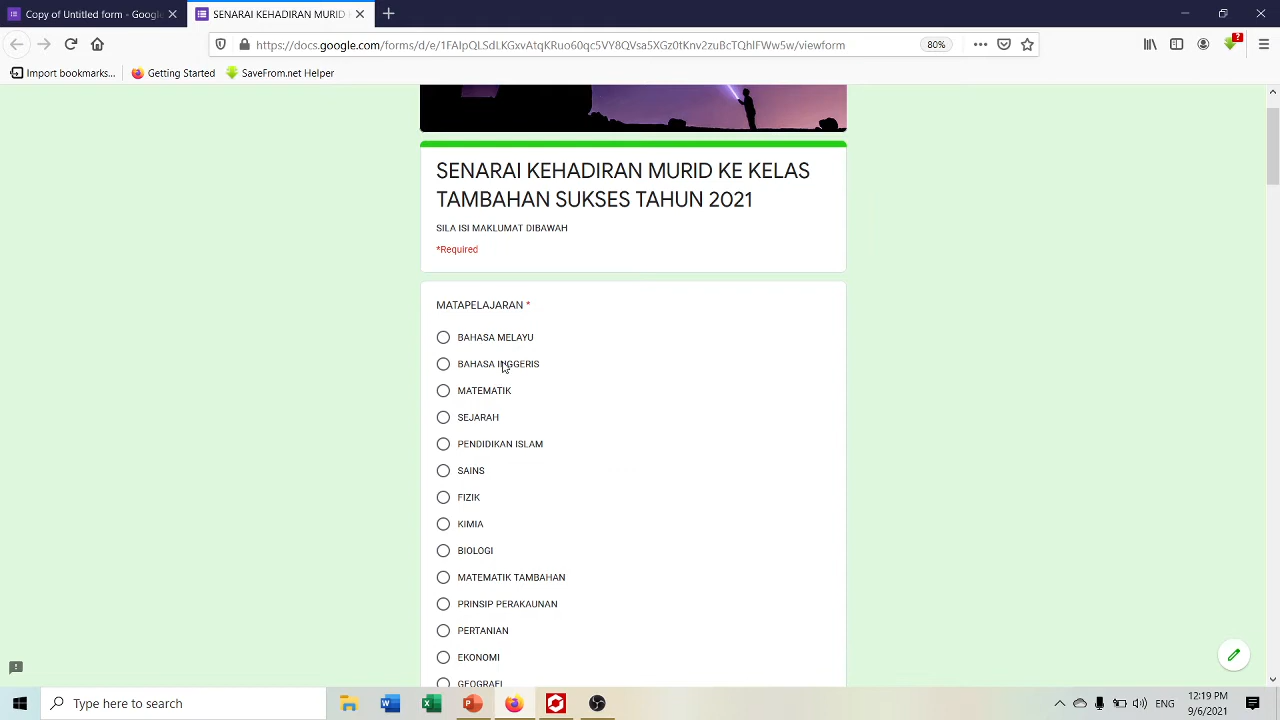 Copy of Untitled form - Google
SENARAI KEHADIRAN MURID
https://docs.google.com/forms/d/e/1FAIpQLSdLKGxvAtqKRue60qc5VY8QVsa5XGz0tKnv2zuBcTQhlFWw5w/viewform
80%
Import bookmarks...
Getting Started
SaveFrom.net Helper
SENARAI KEHADIRAN MURID KE KELAS
TAMBAHAN SUKSES TAHUN 2021
SILA ISI MAKLUMAT DIBAWAH
*Required
MATAPELAJARAN *
BAHASA MELAYU
BAHASA INGGERIS
MATEMATIK
SEJARAH
PENDIDIKAN ISLAM
SAINS
FIZIK
KIMIA
BIOLOGI
MATEMATIK TAMBAHAN
PRINSIP PERAKAUNAN
PERTANIAN
EKONOMI
GEOGRAFI
Type here to search
ENG
12:19 PM
9/6/2021